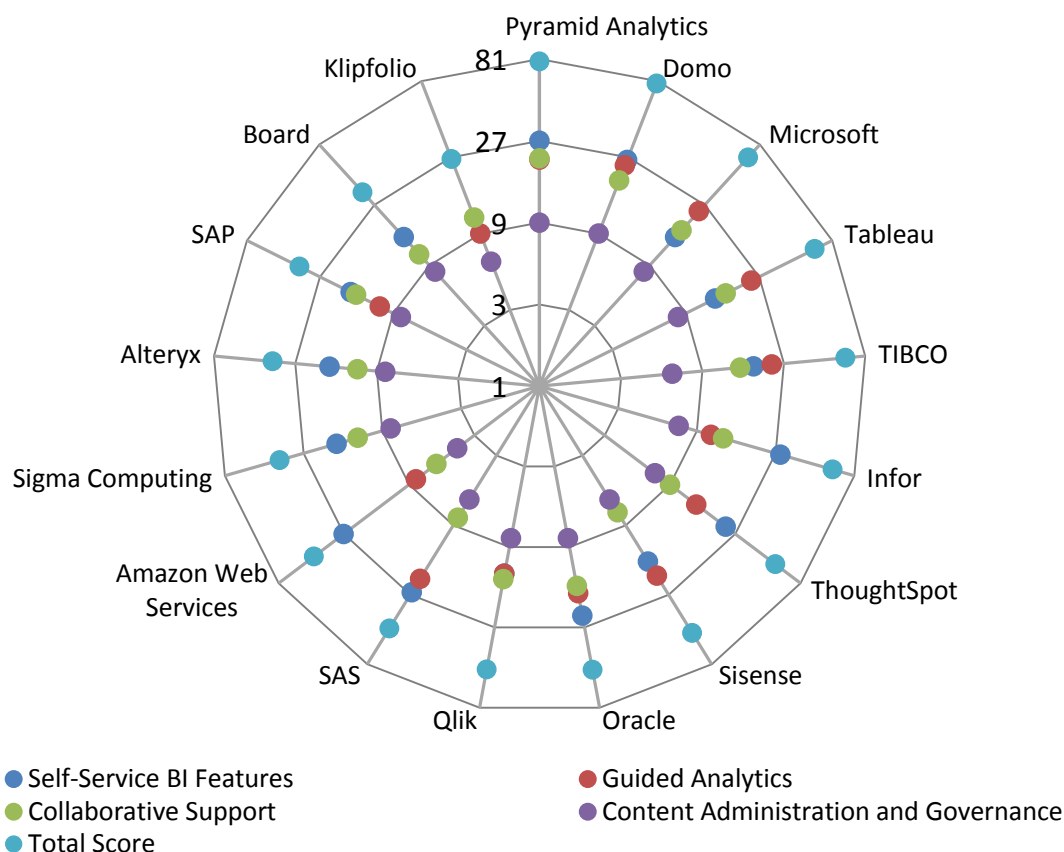 Pyramid Analytics
81
Klipfolio
Domo
Board
27
Microsoft
SAP
9
Tableau
3
Alteryx
TIBCO
1
Sigma Computing
Infor
Amazon Web
Services
ThoughtSpot
SAS
Sisense
Qlik
Oracle
Self-Service BI Features
Guided Analytics
Collaborative Support
Content Administration and Governance
Total Score